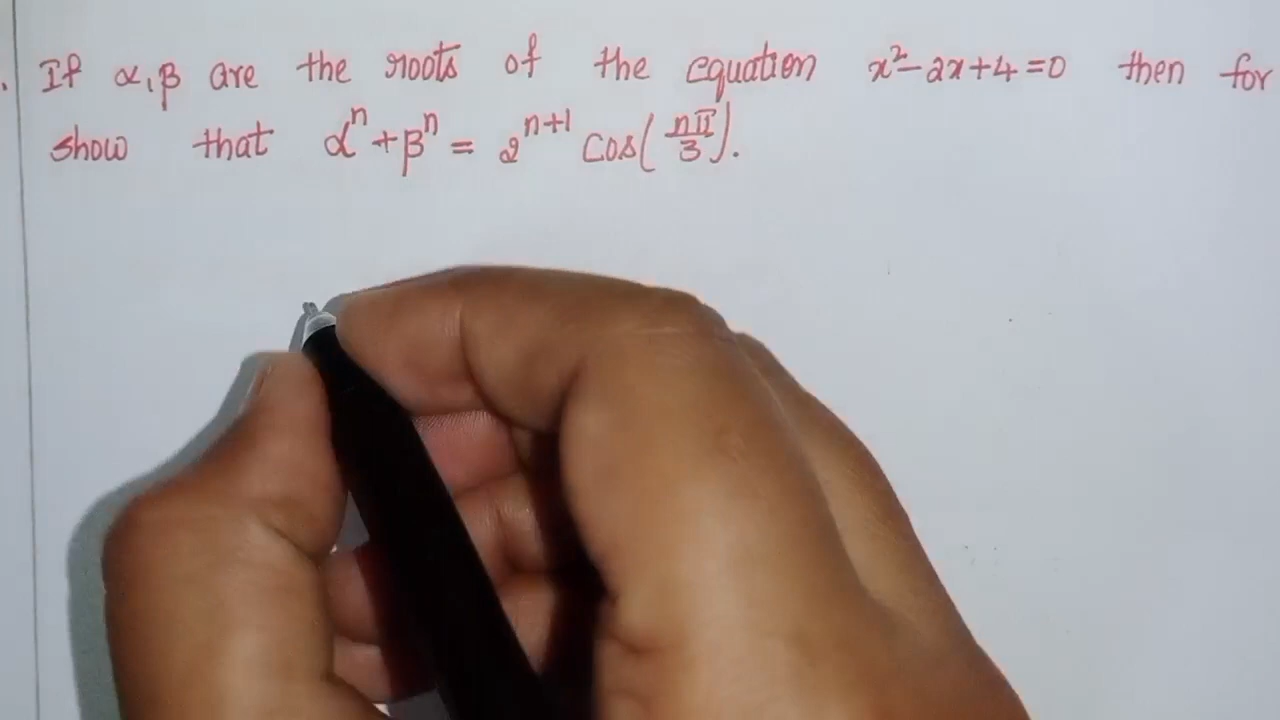 . If α, β are the roots of the equation x²-2x+4=0 then for
show that αⁿ+βⁿ = 2ⁿ⁺¹ cos(nπ/3).